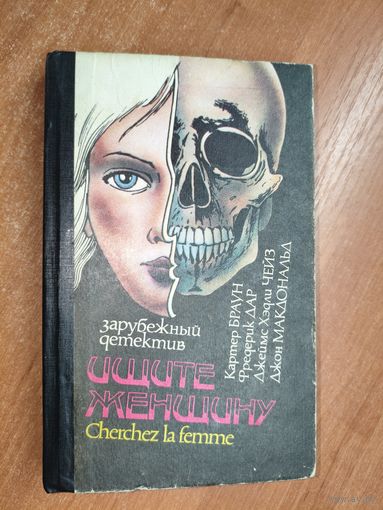 зарубежный
детектив
ИЩИТЕ
ЖЕНЩИНУ
Cherchez la femme
Картер БРАУН
Фредерик ДАР
Джеймс Хэдли ЧЕЙЗ
Джон МАКДОНАЛЬД